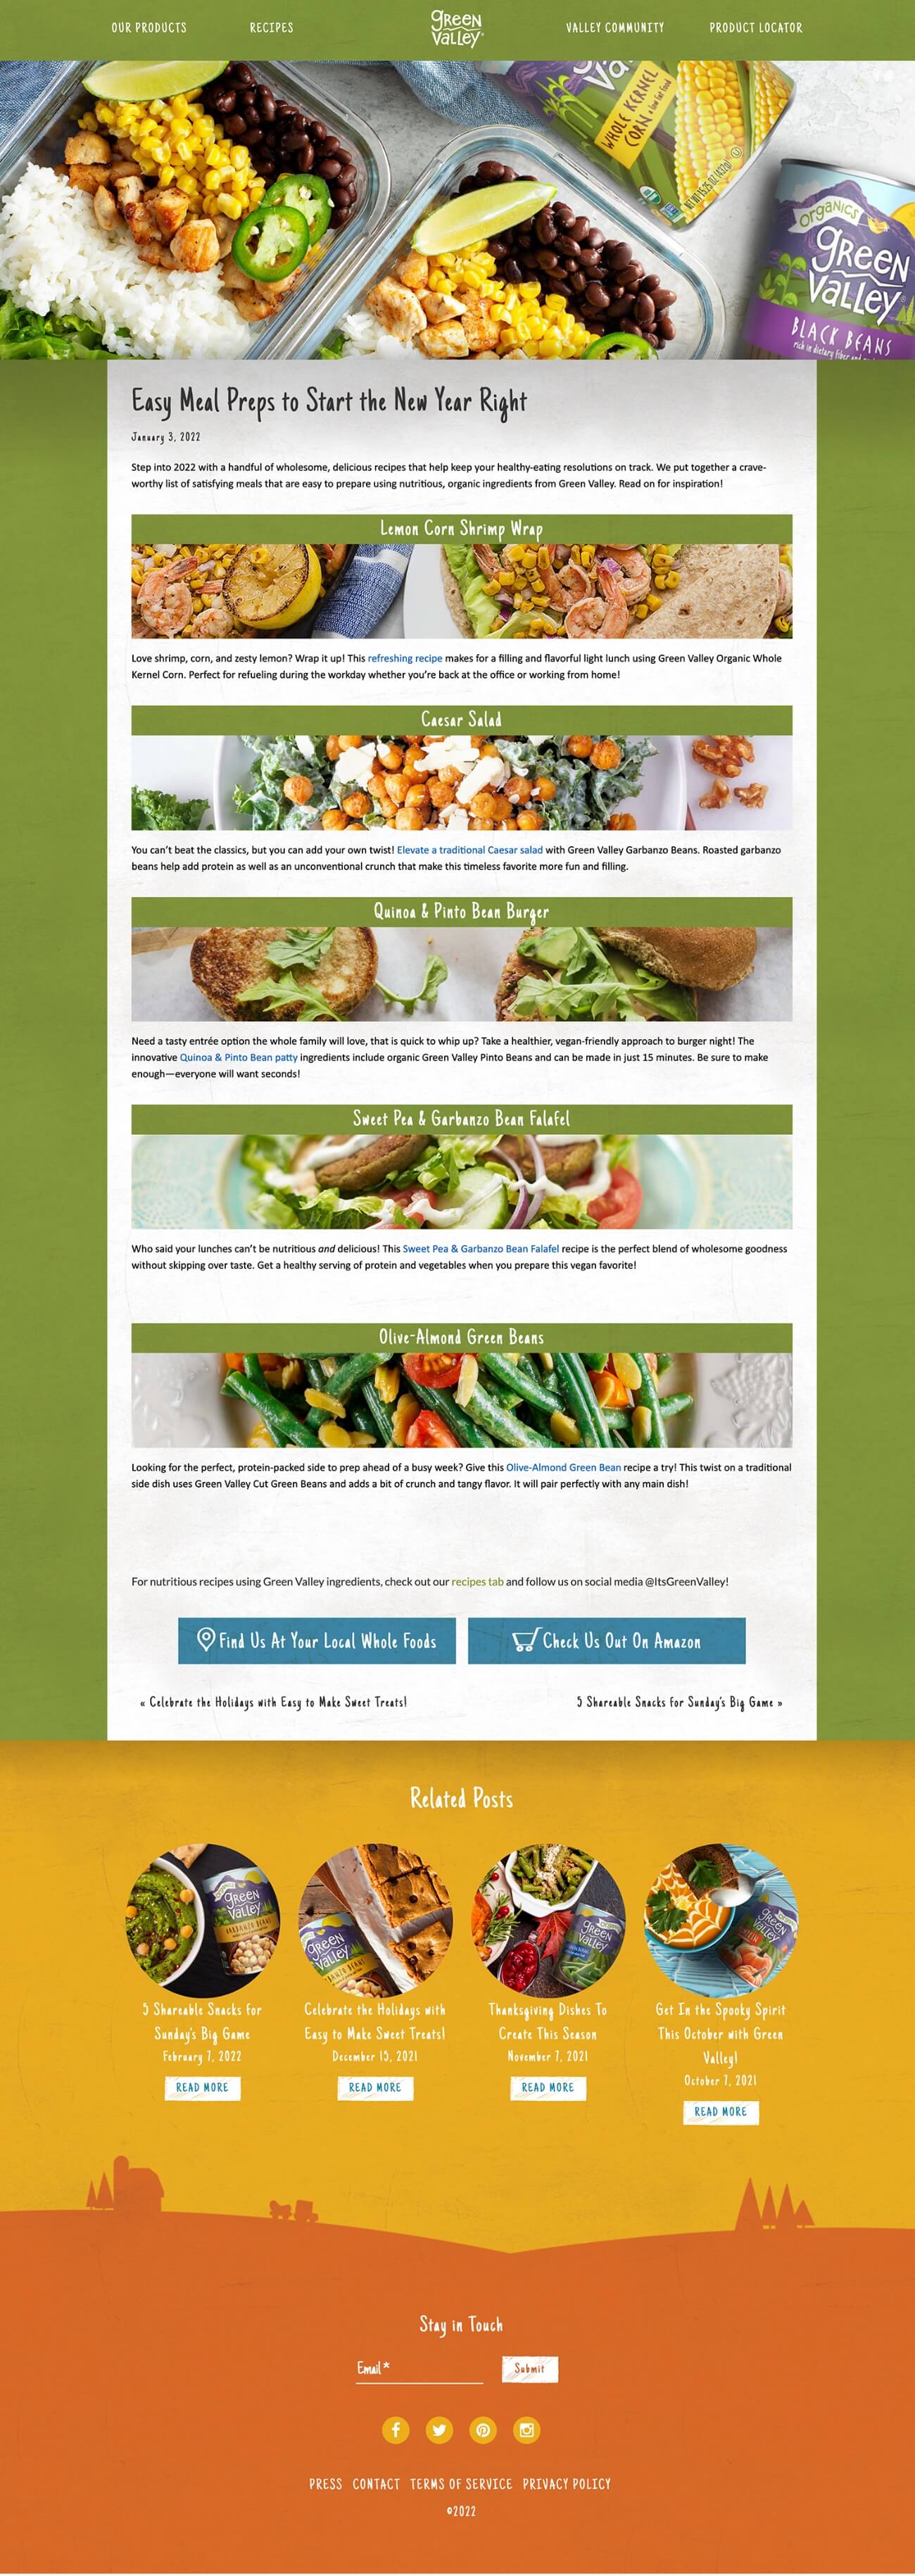 OUR PRODUCTS
RECIPES
green valley
VALLEY COMMUNITY
PRODUCT LOCATOR
WHOLE KERNEL CORN
ORGANICS
green valley
BLACK BEANS
Easy Meal Preps to Start the New Year Right
January 3, 2022
Step into 2022 with a handful of wholesome, delicious recipes that help keep your healthy-eating resolutions on track. We put together a crave-
worthy list of satisfying meals that are easy to prepare using nutritious, organic ingredients from Green Valley. Read on for inspiration!
Lemon Corn Shrimp Wrap
Love shrimp, corn, and zesty lemon? Wrap it up! This refreshing recipe makes for a filling and flavorful light lunch using Green Valley Organic Whole
Kernel Corn. Perfect for refueling during the workday whether you're back at the office or working from home!
Caesar Salad
You can't beat the classics, but you can add your own twist! Elevate a traditional Caesar salad with Green Valley Garbanzo Beans. Roasted garbanzo
beans help add protein as well as an unconventional crunch that make this timeless favorite more fun and filling.
Quinoa & Pinto Bean Burger
Need a tasty entrée option the whole family will love, that is quick to whip up? Take a healthier, vegan-friendly approach to burger night! The
innovative Quinoa & Pinto Bean patty ingredients include organic Green Valley Pinto Beans and can be made in just 15 minutes. Be sure to make
enough—everyone will want seconds!
Sweet Pea & Garbanzo Bean Falafel
Who said your lunches can't be nutritious and delicious! This Sweet Pea & Garbanzo Bean Falafel recipe is the perfect blend of wholesome goodness
without skipping over taste. Get a healthy serving of protein and vegetables when you prepare this vegan favorite!
Olive-Almond Green Beans
Looking for the perfect, protein-packed side to prep ahead of a busy week? Give this Olive-Almond Green Bean recipe a try! This twist on a traditional
side dish uses Green Valley Cut Green Beans and adds a bit of crunch and tangy flavor. It will pair perfectly with any main dish!
For nutritious recipes using Green Valley ingredients, check out our recipes tab and follow us on social media @ItsGreenValley!
Find Us At Your Local Whole Foods
Check Us Out On Amazon
« Celebrate the Holidays with Easy to Make Sweet Treats!
5 Shareable Snacks for Sunday's Big Game »
Related Posts
green valley
green valley
green valley
green valley
5 Shareable Snacks for
Sunday's Big Game
February 7, 2022
READ MORE
Celebrate the Holidays with
Easy to Make Sweet Treats!
December 15, 2021
READ MORE
Thanksgiving Dishes To
Create This Season
November 7, 2021
READ MORE
Get In the Spooky Spirit
This October with Green
Valley!
October 7, 2021
READ MORE
Stay in Touch
Email *
Submit
PRESS CONTACT TERMS OF SERVICE PRIVACY POLICY
©2022